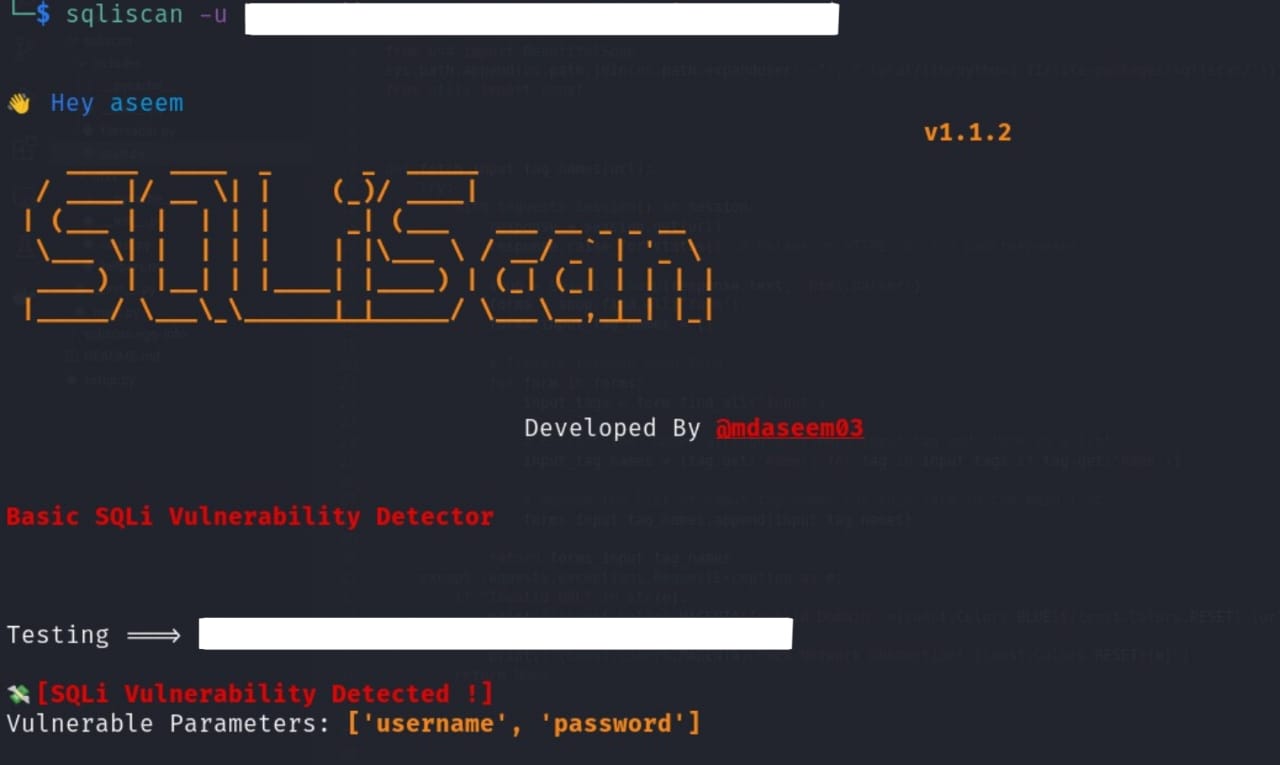 └─$ sqliscan -u
👋 Hey aseem
v1.1.2
SQLiScan
Developed By @mdaseem03
Basic SQLi Vulnerability Detector
Testing ⟹
💸[SQLi Vulnerability Detected !]
Vulnerable Parameters: ['username', 'password']